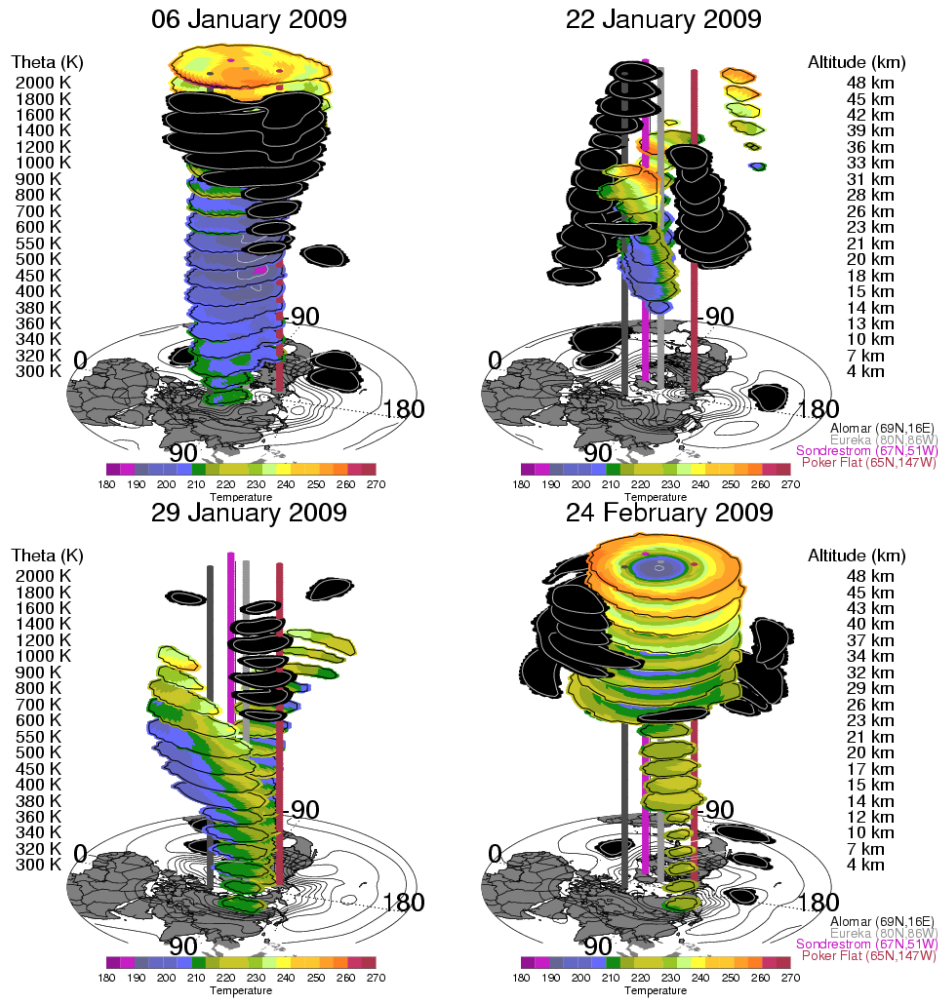 06 January 2009
22 January 2009
Theta (K)
2000 K
1800 K
1600 K
1400 K
1200 K
1000 K
900 K
800 K
700 K
600 K
550 K
500 K
450 K
400 K
380 K
360 K
340 K
320 K
300 K
0
-90
180
90
180 190 200 210 220 230 240 250 260 270
Temperature
Altitude (km)
48 km
45 km
42 km
39 km
36 km
33 km
31 km
28 km
26 km
23 km
21 km
20 km
18 km
15 km
14 km
13 km
10 km
7 km
4 km
0
-90
180
90
Alomar (69N,16E)
Eureka (80N,86W)
Sondrestrom (67N,51W)
Poker Flat (65N,147W)
180 190 200 210 220 230 240 250 260 270
Temperature
29 January 2009
24 February 2009
Theta (K)
2000 K
1800 K
1600 K
1400 K
1200 K
1000 K
900 K
800 K
700 K
600 K
550 K
500 K
450 K
400 K
380 K
360 K
340 K
320 K
300 K
0
-90
180
90
180 190 200 210 220 230 240 250 260 270
Temperature
Altitude (km)
48 km
45 km
43 km
40 km
37 km
34 km
32 km
29 km
26 km
23 km
21 km
20 km
17 km
15 km
14 km
12 km
10 km
7 km
4 km
0
-90
180
90
Alomar (69N,16E)
Eureka (80N,86W)
Sondrestrom (67N,51W)
Poker Flat (65N,147W)
180 190 200 210 220 230 240 250 260 270
Temperature